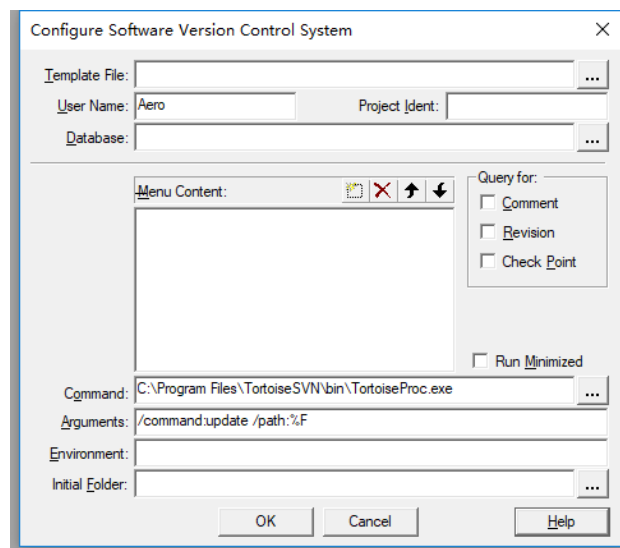 Configure Software Version Control System
Template File: ...
User Name: Aero Project Ident:
Database: ...
Menu Content:
Query for:
Comment
Revision
Check Point
Run Minimized
Command: C:\Program Files\TortoiseSVN\bin\TortoiseProc.exe ...
Arguments: /command:update /path:%F
Environment:
Initial Folder: ...
OK Cancel Help